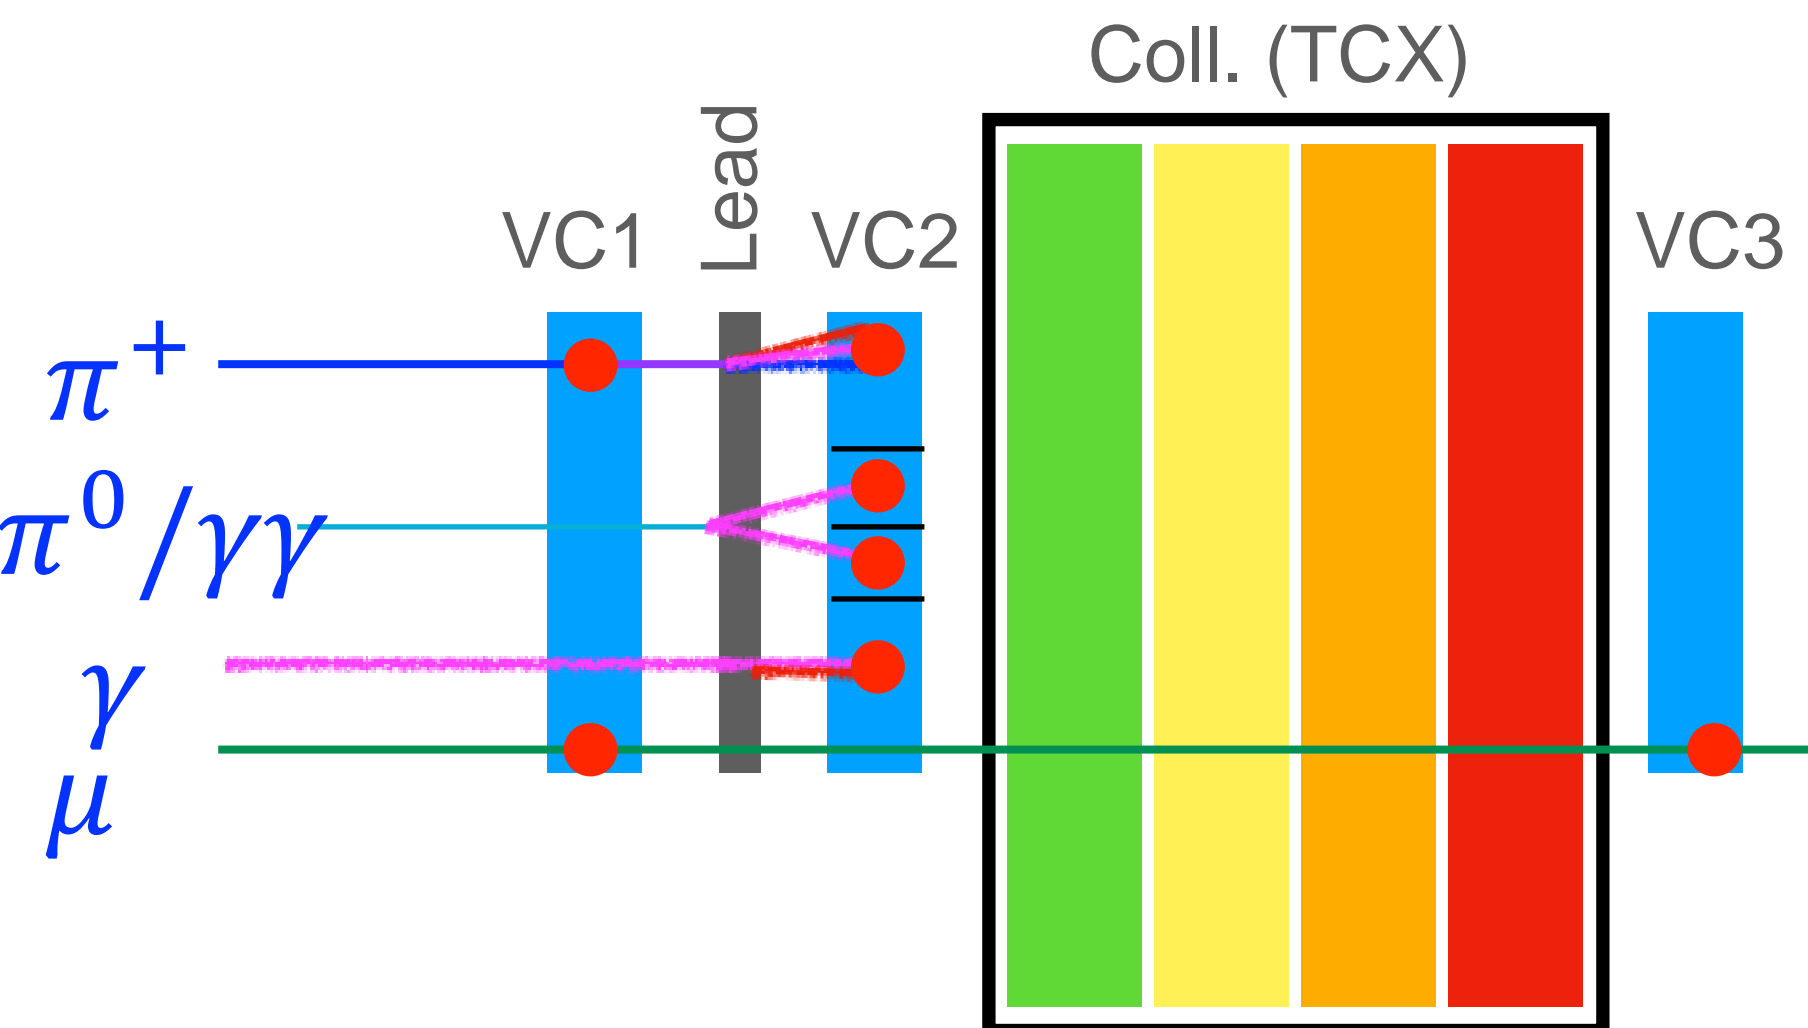 Coll. (TCX)
Lead
VC1
VC2
VC3
π⁺
π⁰/γγ
γ
μ